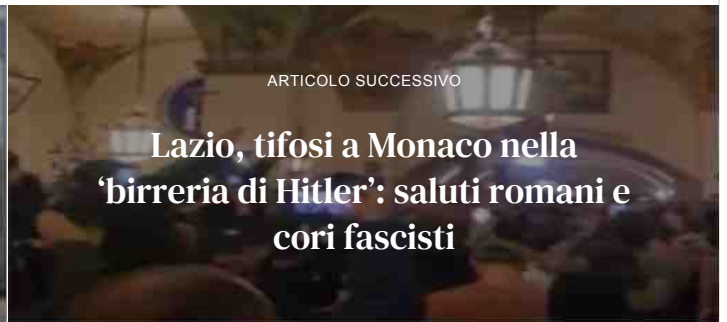 ARTICOLO SUCCESSIVO
Lazio, tifosi a Monaco nella
‘birreria di Hitler’: saluti romani e
cori fascisti